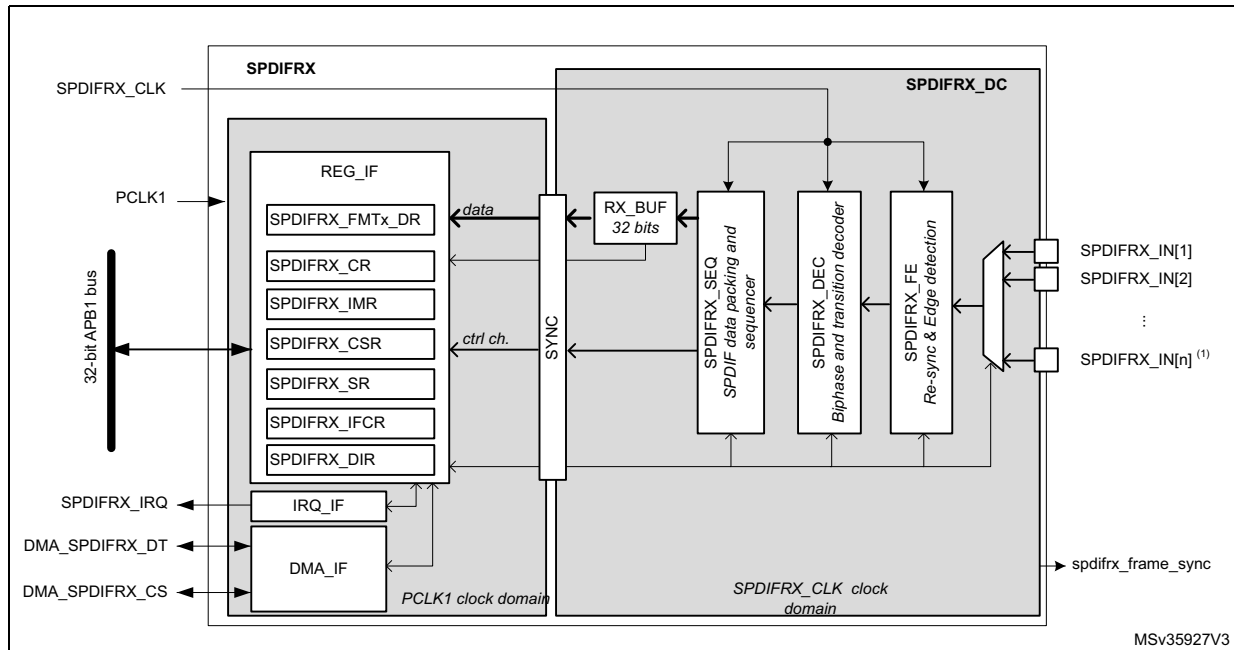 SPDIFRX
SPDIFRX_DC
SPDIFRX_CLK
PCLK1
32-bit APB1 bus
REG_IF
SPDIFRX_FMTx_DR
SPDIFRX_CR
SPDIFRX_IMR
SPDIFRX_CSR
SPDIFRX_SR
SPDIFRX_IFCR
SPDIFRX_DIR
data
ctrl ch.
SYNC
RX_BUF
32 bits
SPDIFRX_SEQ
SPDIF data packing and
sequencer
SPDIFRX_DEC
Biphase and transition decoder
SPDIFRX_FE
Re-sync & Edge detection
SPDIFRX_IN[1]
SPDIFRX_IN[2]
...
SPDIFRX_IN[n] (1)
SPDIFRX_IRQ
IRQ_IF
DMA_SPDIFRX_DT
DMA_IF
DMA_SPDIFRX_CS
PCLK1 clock domain
SPDIFRX_CLK clock
domain
spdifrx_frame_sync
MSv35927V3